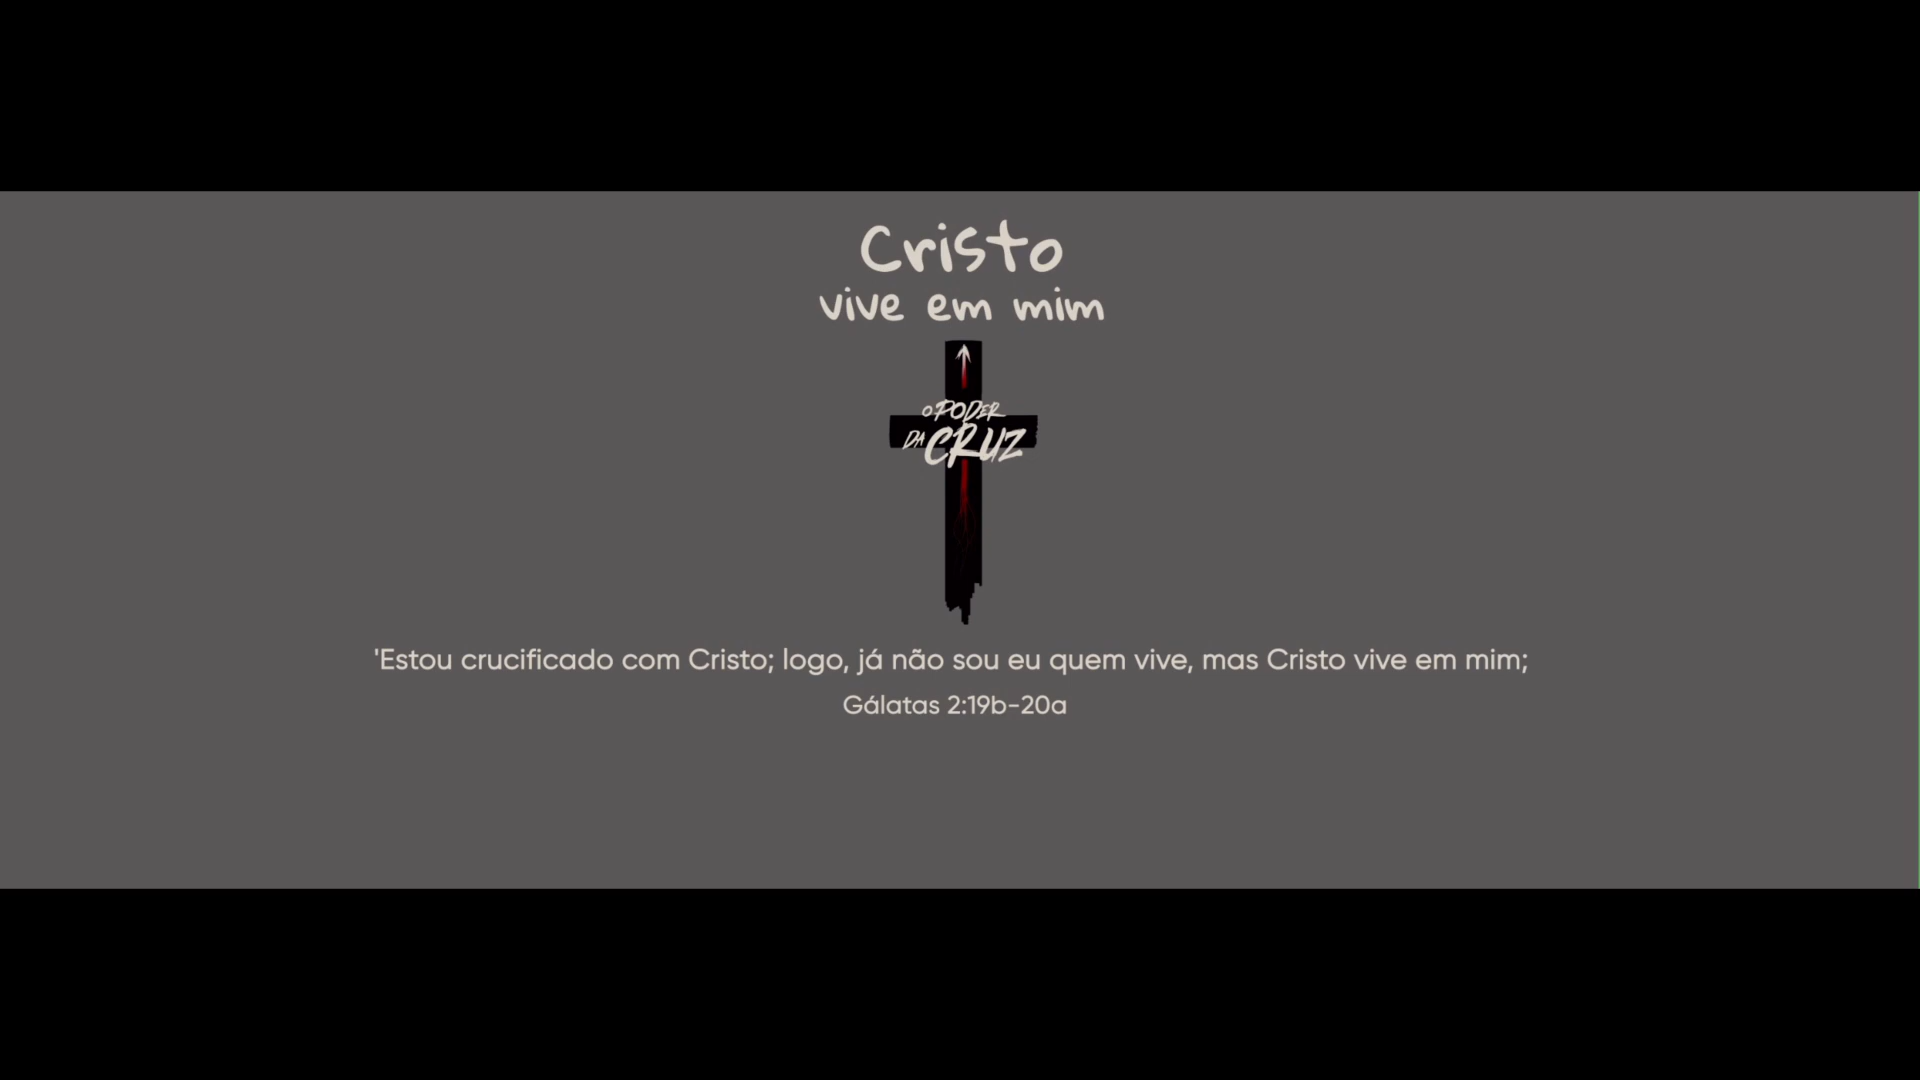 Cristo
vive em mim
O PODER
DA CRUZ
'Estou crucificado com Cristo; logo, já não sou eu quem vive, mas Cristo vive em mim;
Gálatas 2:19b-20a